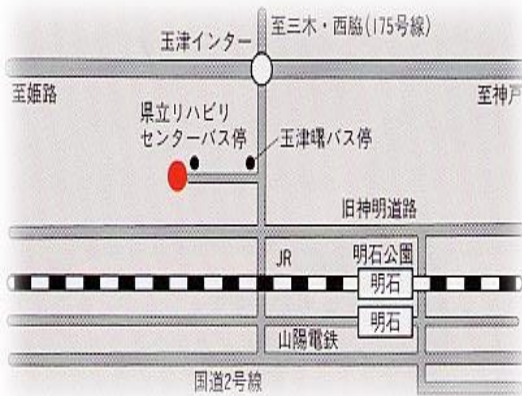 至三木・西脇(175号線)
玉津インター
至姫路
至神戸
県立リハビリ
センターバス停
玉津曙バス停
旧神明道路
JR
明石公園
明石
明石
山陽電鉄
国道2号線